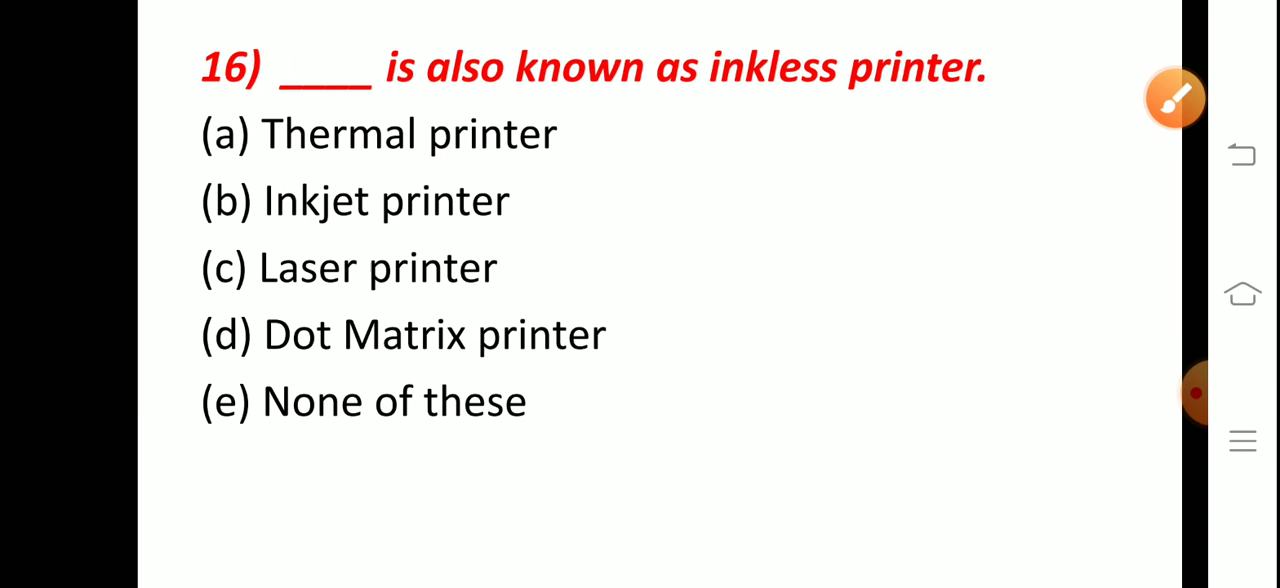 16) ____ is also known as inkless printer.
(a) Thermal printer
(b) Inkjet printer
(c) Laser printer
(d) Dot Matrix printer
(e) None of these